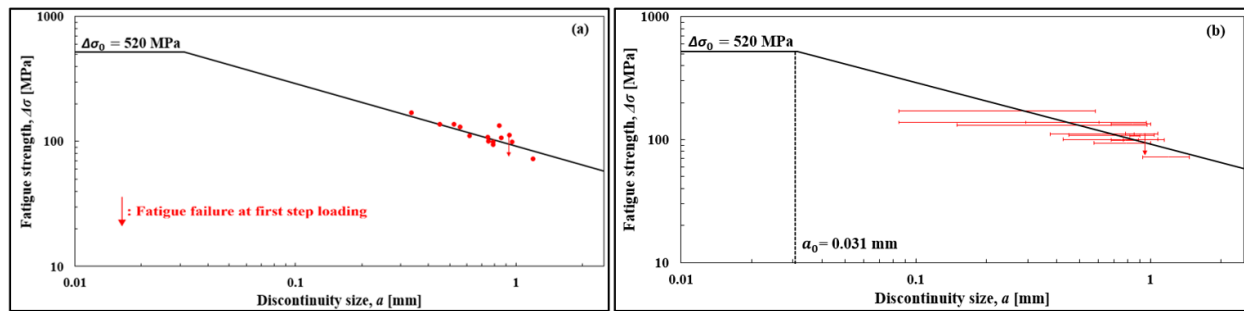 (a)
1000
Δσ₀ = 520 MPa
Fatigue strength, Δσ [MPa]
100
: Fatigue failure at first step loading
10
0.01
0.1
1
Discontinuity size, a [mm]
(b)
1000
Δσ₀ = 520 MPa
Fatigue strength, Δσ [MPa]
100
a₀ = 0.031 mm
10
0.01
0.1
1
Discontinuity size, a [mm]